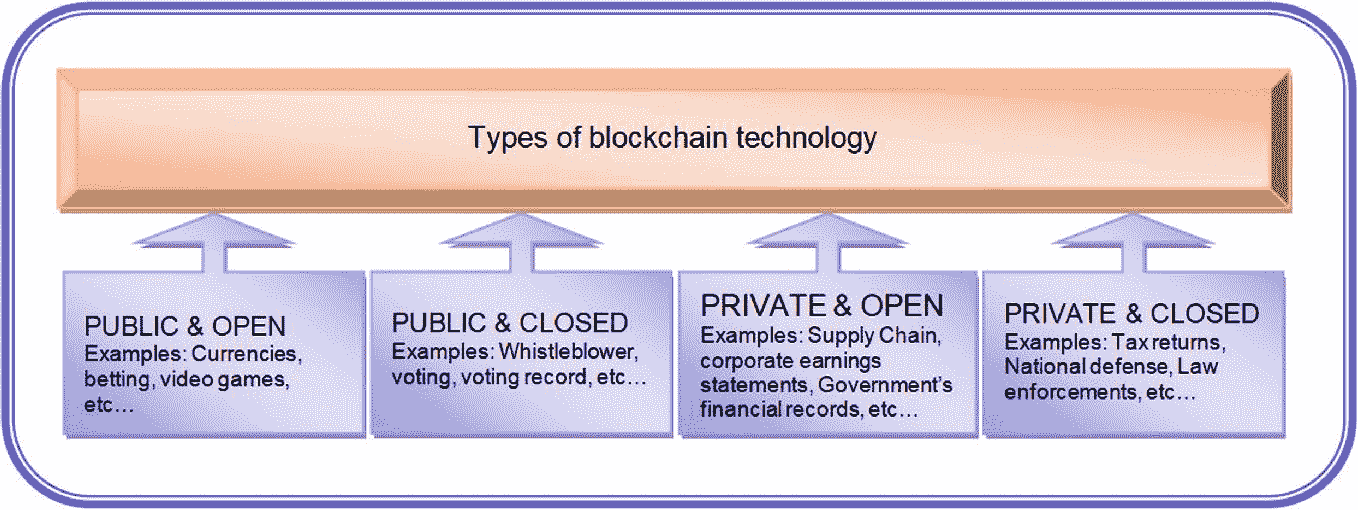 Types of blockchain technology
PUBLIC & OPEN
Examples: Currencies,
betting, video games,
etc…
PUBLIC & CLOSED
Examples: Whistleblower,
voting, voting record, etc…
PRIVATE & OPEN
Examples: Supply Chain,
corporate earnings
statements, Government's
financial records, etc…
PRIVATE & CLOSED
Examples: Tax returns,
National defense, Law
enforcements, etc…